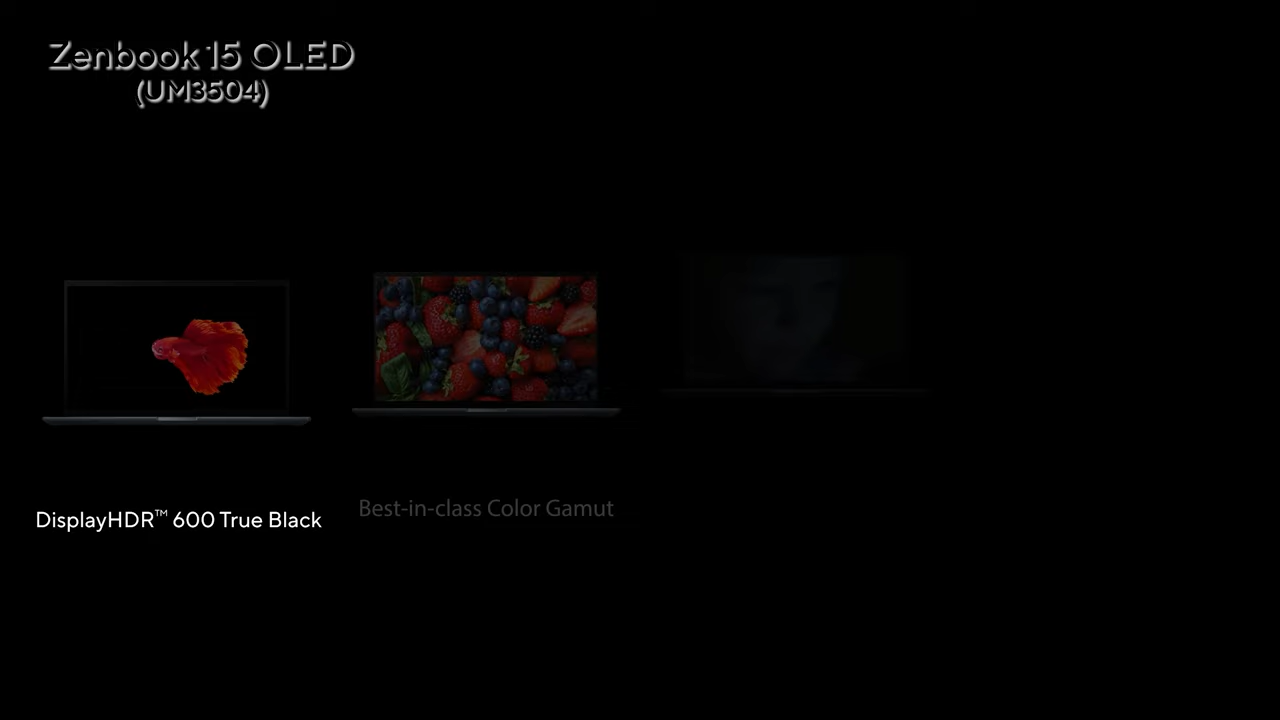 Zenbook 15 OLED
(UM3504)
DisplayHDR™ 600 True Black
Best-in-class Color Gamut